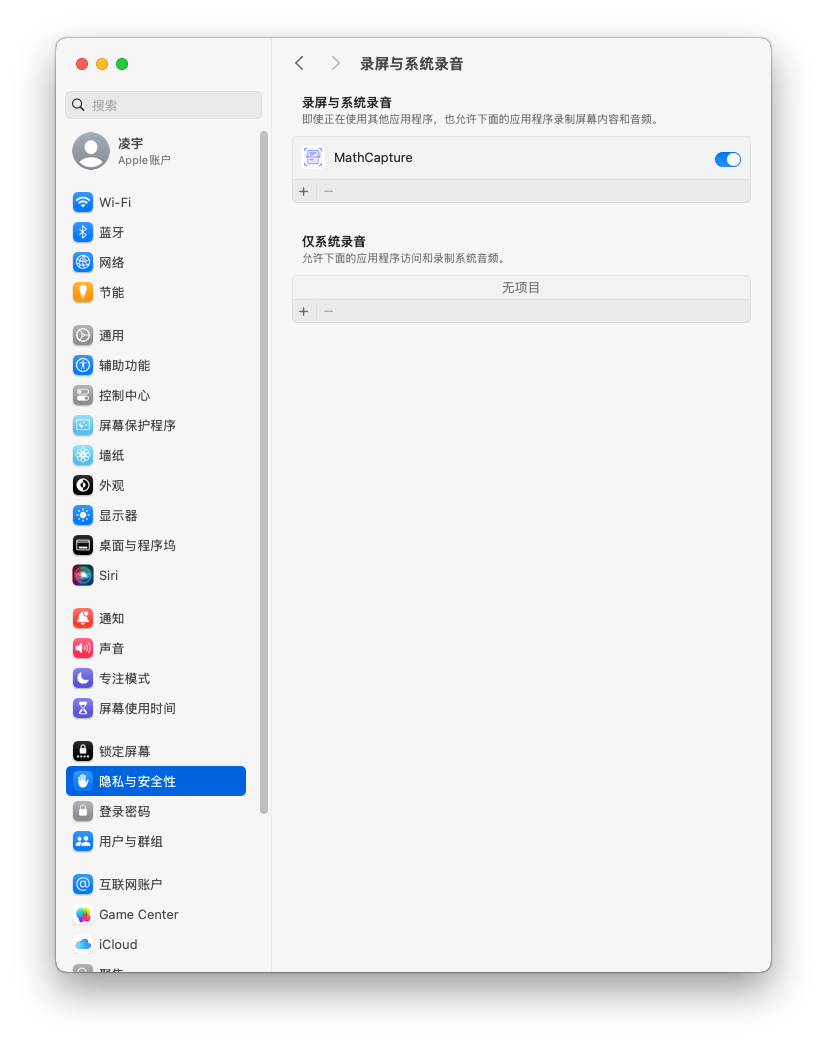 录屏与系统录音
搜索
凌宇
Apple账户
Wi-Fi
蓝牙
网络
节能
通用
辅助功能
控制中心
屏幕保护程序
墙纸
外观
显示器
桌面与程序坞
Siri
通知
声音
专注模式
屏幕使用时间
锁定屏幕
隐私与安全性
登录密码
用户与群组
互联网账户
Game Center
iCloud
录屏与系统录音
即使正在使用其他应用程序，也允许下面的应用程序录制屏幕内容和音频。
MathCapture
仅系统录音
允许下面的应用程序访问和录制系统音频。
无项目